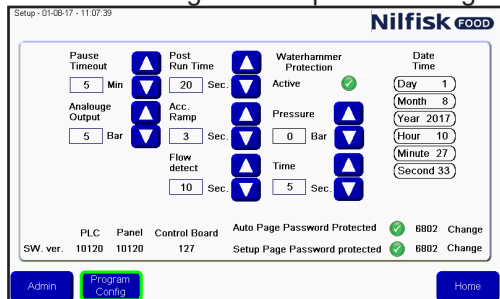 Setup - 01-08-17 - 11:07:39
Nilfisk FOOD
Pause
Timeout
5 Min
Analouge
Output
5 Bar
Post
Run Time
20 Sec.
Acc.
Ramp
3 Sec.
Flow
detect
10 Sec.
Waterhammer
Protection
Active
Pressure
0 Bar
Time
5 Sec.
Date
Time
Day 1
Month 8
Year 2017
Hour 10
Minute 27
Second 33
PLC Panel Control Board
SW. ver. 10120 10120 127
Auto Page Password Protected 6802 Change
Setup Page Password protected 6802 Change
Admin
Program
Config
Home